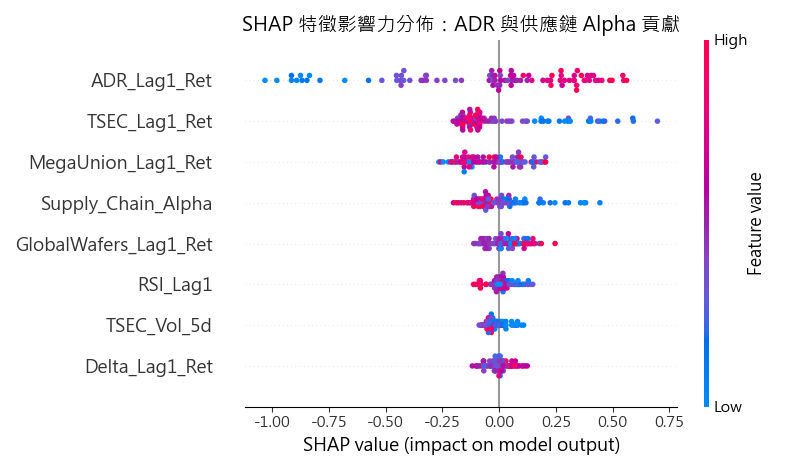 SHAP 特徵影響力分佈：ADR 與供應鏈 Alpha 貢獻
High
ADR_Lag1_Ret
TSEC_Lag1_Ret
MegaUnion_Lag1_Ret
Supply_Chain_Alpha
GlobalWafers_Lag1_Ret
RSI_Lag1
TSEC_Vol_5d
Delta_Lag1_Ret
Feature value
Low
-1.00 -0.75 -0.50 -0.25 0.00 0.25 0.50 0.75
SHAP value (impact on model output)